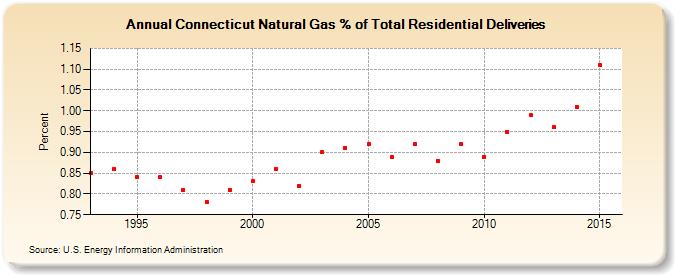 Annual Connecticut Natural Gas % of Total Residential Deliveries
Percent
1.15
1.10
1.05
1.00
0.95
0.90
0.85
0.80
0.75
1995 2000 2005 2010 2015
Source: U.S. Energy Information Administration